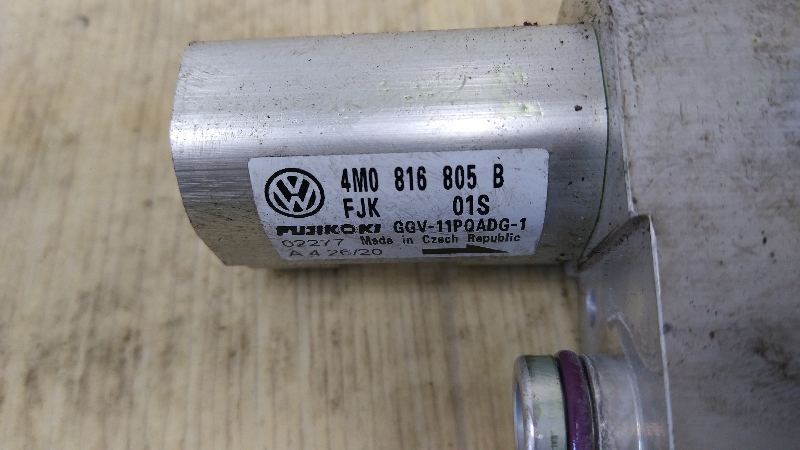 4M0 816 805 B
FJK 01S
FUJIKOKI GGV-11PQADG-1
02277 Made in Czech Republic
A 4 26/20